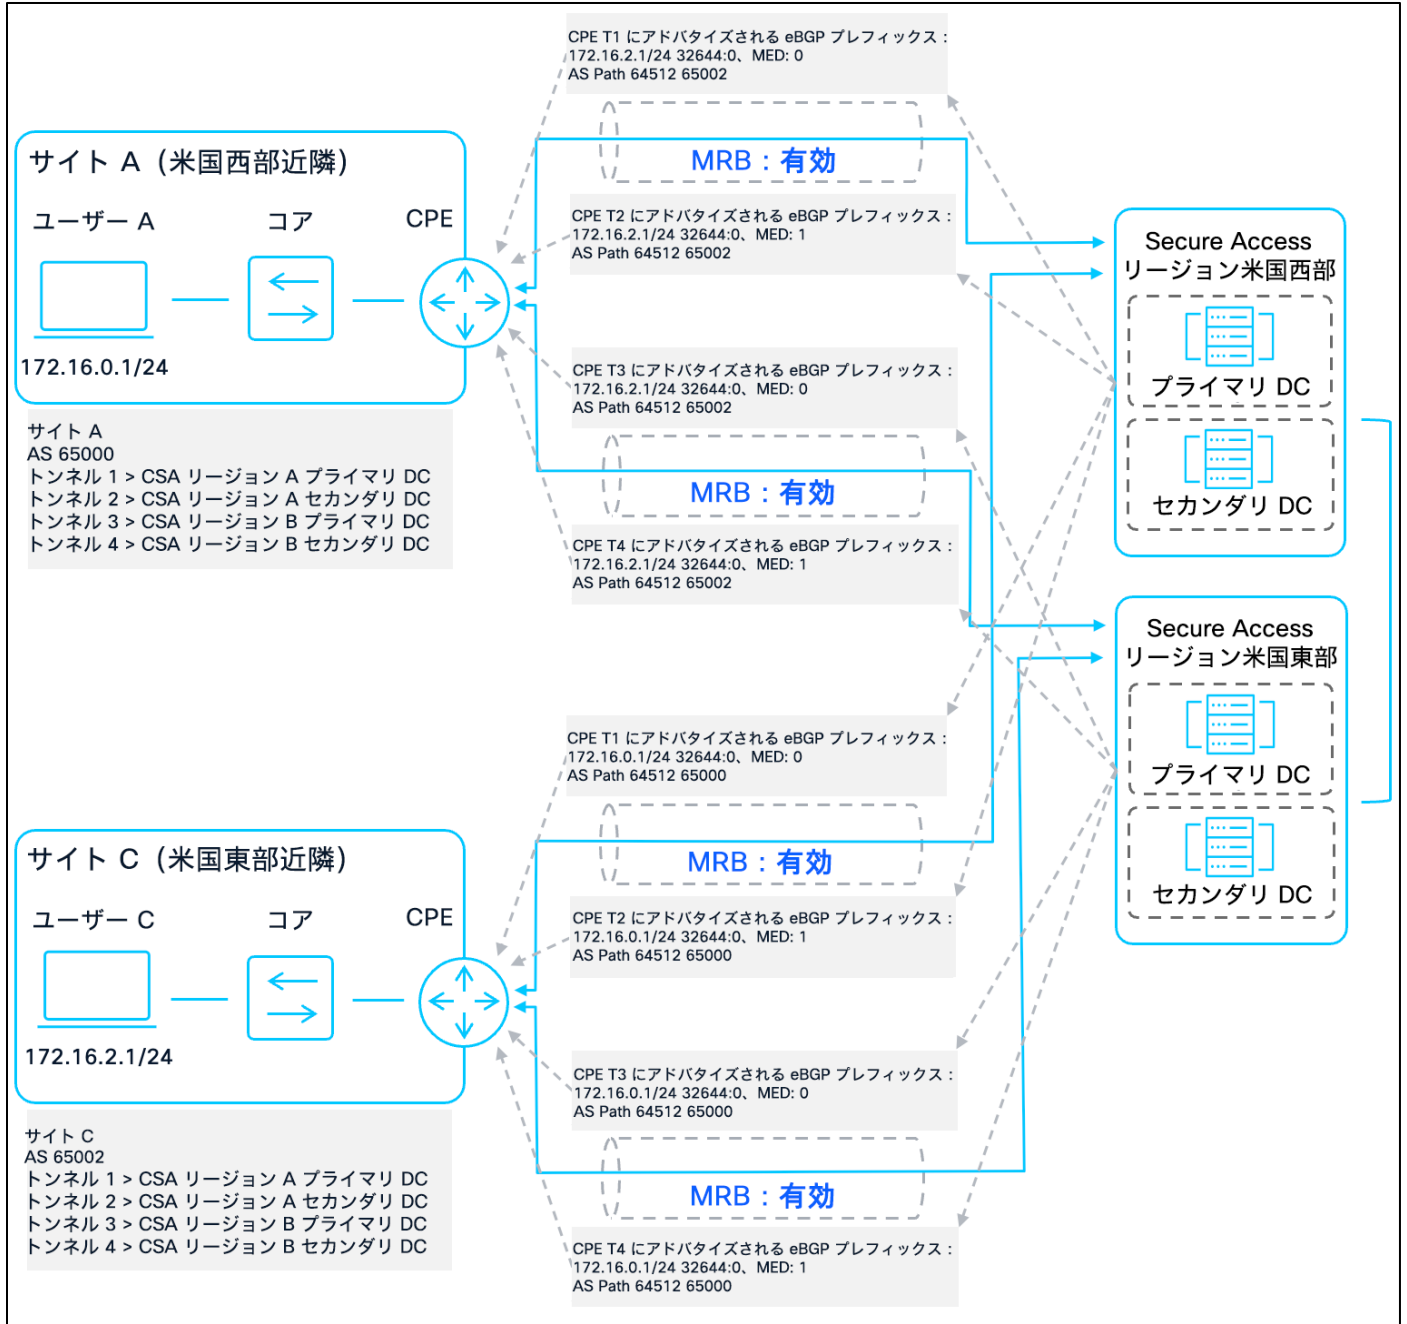 CPE T1 にアドバタイズされる eBGP プレフィックス：
172.16.2.1/24 32644:0、MED: 0
AS Path 64512 65002
MRB：有効
サイト A（米国西部近隣）
ユーザー A
コア
CPE
172.16.0.1/24
CPE T2 にアドバタイズされる eBGP プレフィックス：
172.16.2.1/24 32644:0、MED: 1
AS Path 64512 65002
Secure Access
リージョン米国西部
プライマリ DC
セカンダリ DC
CPE T3 にアドバタイズされる eBGP プレフィックス：
172.16.2.1/24 32644:0、MED: 0
AS Path 64512 65002
サイト A
AS 65000
トンネル 1 > CSA リージョン A プライマリ DC
トンネル 2 > CSA リージョン A セカンダリ DC
トンネル 3 > CSA リージョン B プライマリ DC
トンネル 4 > CSA リージョン B セカンダリ DC
MRB：有効
CPE T4 にアドバタイズされる eBGP プレフィックス：
172.16.2.1/24 32644:0、MED: 1
AS Path 64512 65002
Secure Access
リージョン米国東部
プライマリ DC
セカンダリ DC
CPE T1 にアドバタイズされる eBGP プレフィックス：
172.16.0.1/24 32644:0、MED: 0
AS Path 64512 65000
MRB：有効
サイト C（米国東部近隣）
ユーザー C
コア
CPE
172.16.2.1/24
CPE T2 にアドバタイズされる eBGP プレフィックス：
172.16.0.1/24 32644:0、MED: 1
AS Path 64512 65000
CPE T3 にアドバタイズされる eBGP プレフィックス：
172.16.0.1/24 32644:0、MED: 0
AS Path 64512 65000
サイト C
AS 65002
トンネル 1 > CSA リージョン A プライマリ DC
トンネル 2 > CSA リージョン A セカンダリ DC
トンネル 3 > CSA リージョン B プライマリ DC
トンネル 4 > CSA リージョン B セカンダリ DC
MRB：有効
CPE T4 にアドバタイズされる eBGP プレフィックス：
172.16.0.1/24 32644:0、MED: 1
AS Path 64512 65000